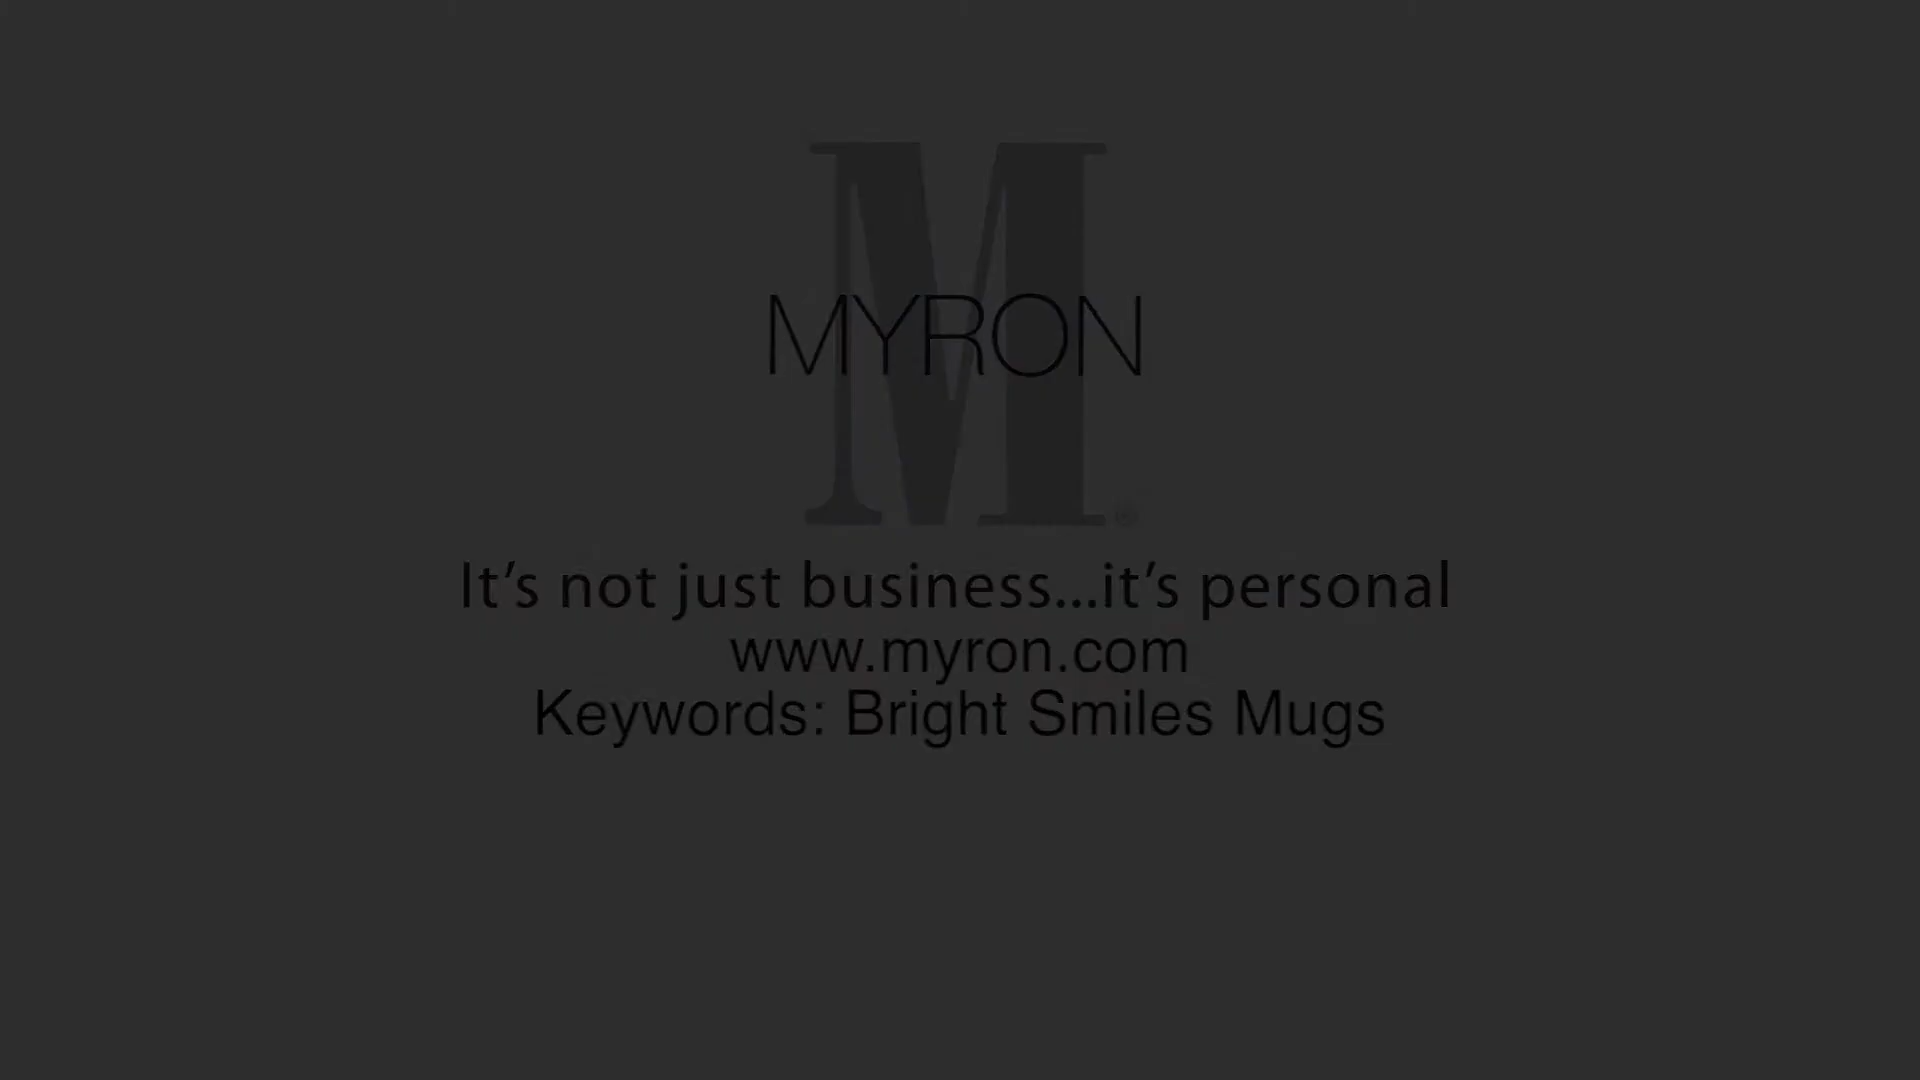 M®
MYRON
It’s not just business...it’s personal
www.myron.com
Keywords: Bright Smiles Mugs